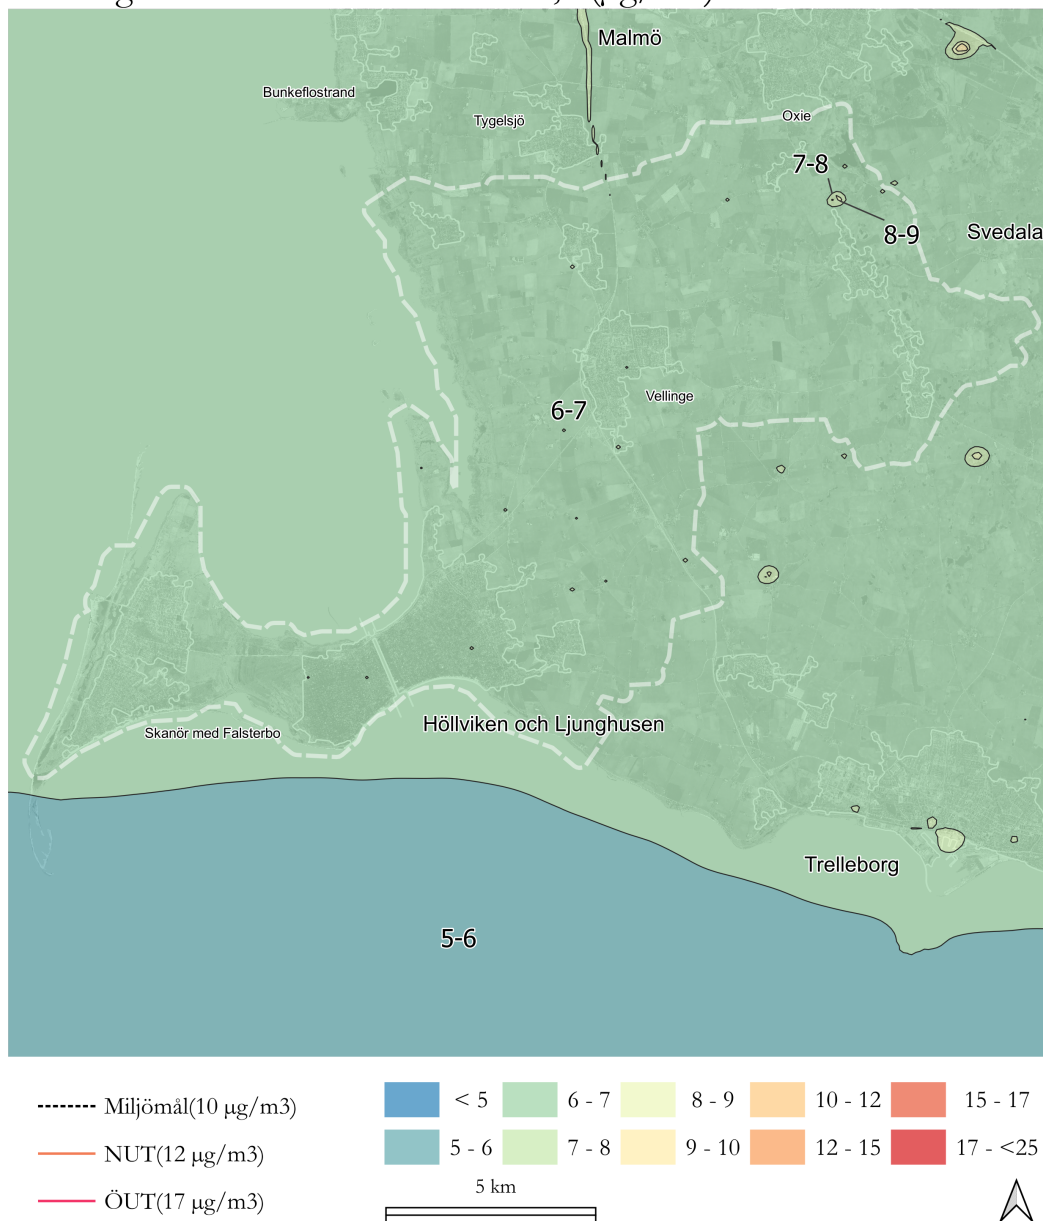 Malmö
Bunkeflostrand
Tygelsjö
Oxie
7-8
8-9
Svedala
Vellinge
6-7
Höllviken och Ljunghusen
Skanör med Falsterbo
Trelleborg
5-6
Miljömål(10 µg/m3)
NUT(12 µg/m3)
ÖUT(17 µg/m3)
< 5
6 - 7
8 - 9
10 - 12
15 - 17
5 - 6
7 - 8
9 - 10
12 - 15
17 - <25
5 km